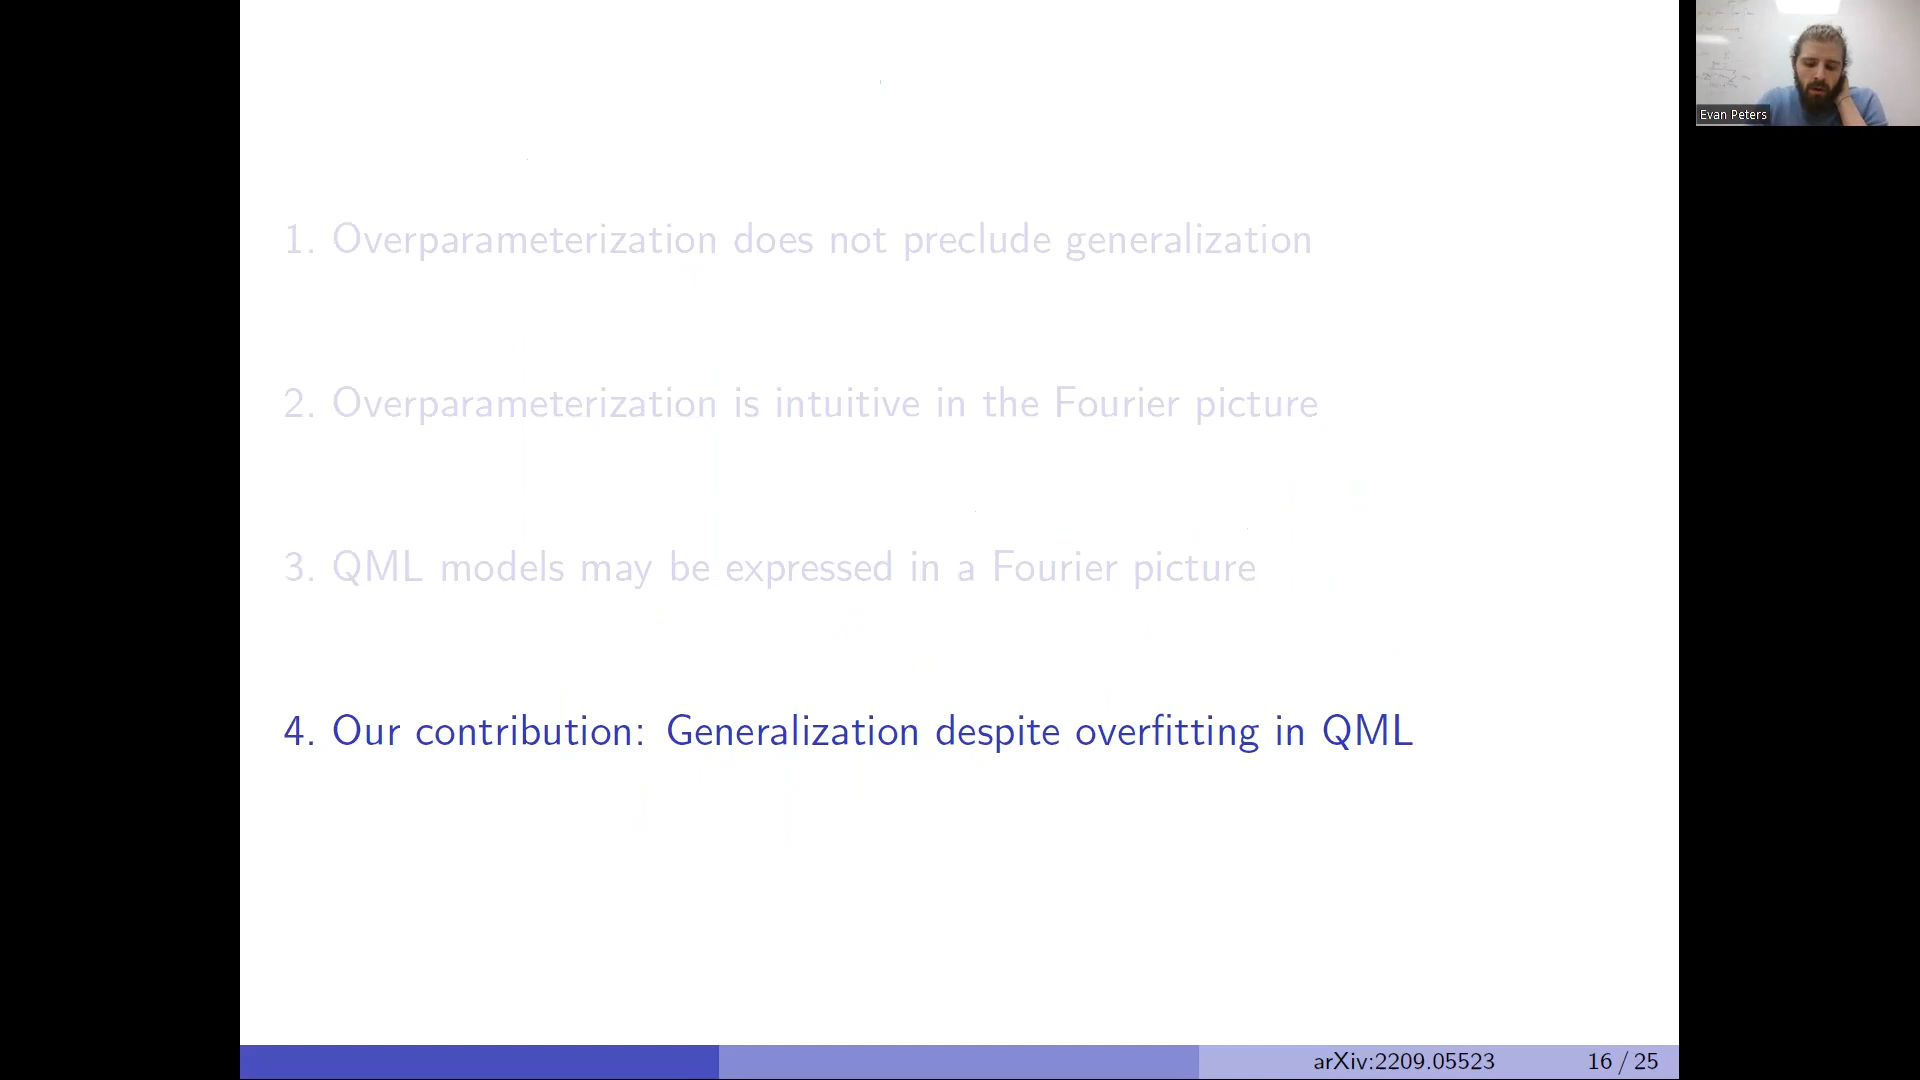 Evan Peters
1. Overparameterization does not preclude generalization
2. Overparameterization is intuitive in the Fourier picture
3. QML models may be expressed in a Fourier picture
4. Our contribution: Generalization despite overfitting in QML
arXiv:2209.05523
16 / 25